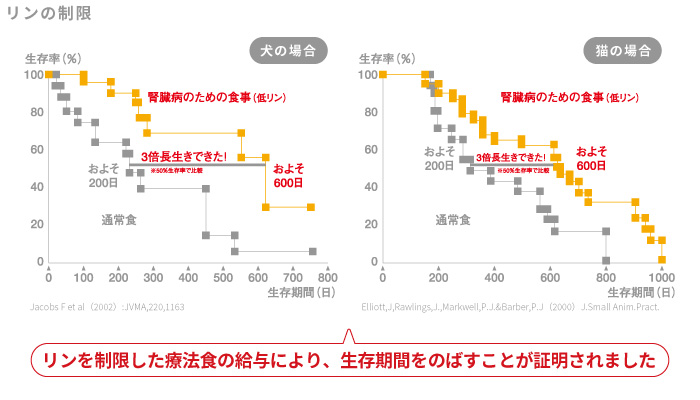 リンの制限
犬の場合
生存率(%)
100
80
60
40
20
0
腎臓病のための食事(低リン)
3倍長生きできた!
※50%生存率で比較
およそ
200日
およそ
600日
通常食
0 100 200 300 400 500 600 700 800
生存期間(日)
Jacobs F et al(2002):JVMA,220,1163
猫の場合
生存率(%)
100
80
60
40
20
0
腎臓病のための食事(低リン)
3倍長生きできた!
※50%生存率で比較
およそ
200日
およそ
600日
通常食
0 200 400 600 800 1000
生存期間(日)
Elliott,J,Rawlings,J.,Markwell,P.J.&Barber,P.J(2000)J.Small Anim.Pract.
リンを制限した療法食の給与により、生存期間をのばすことが証明されました